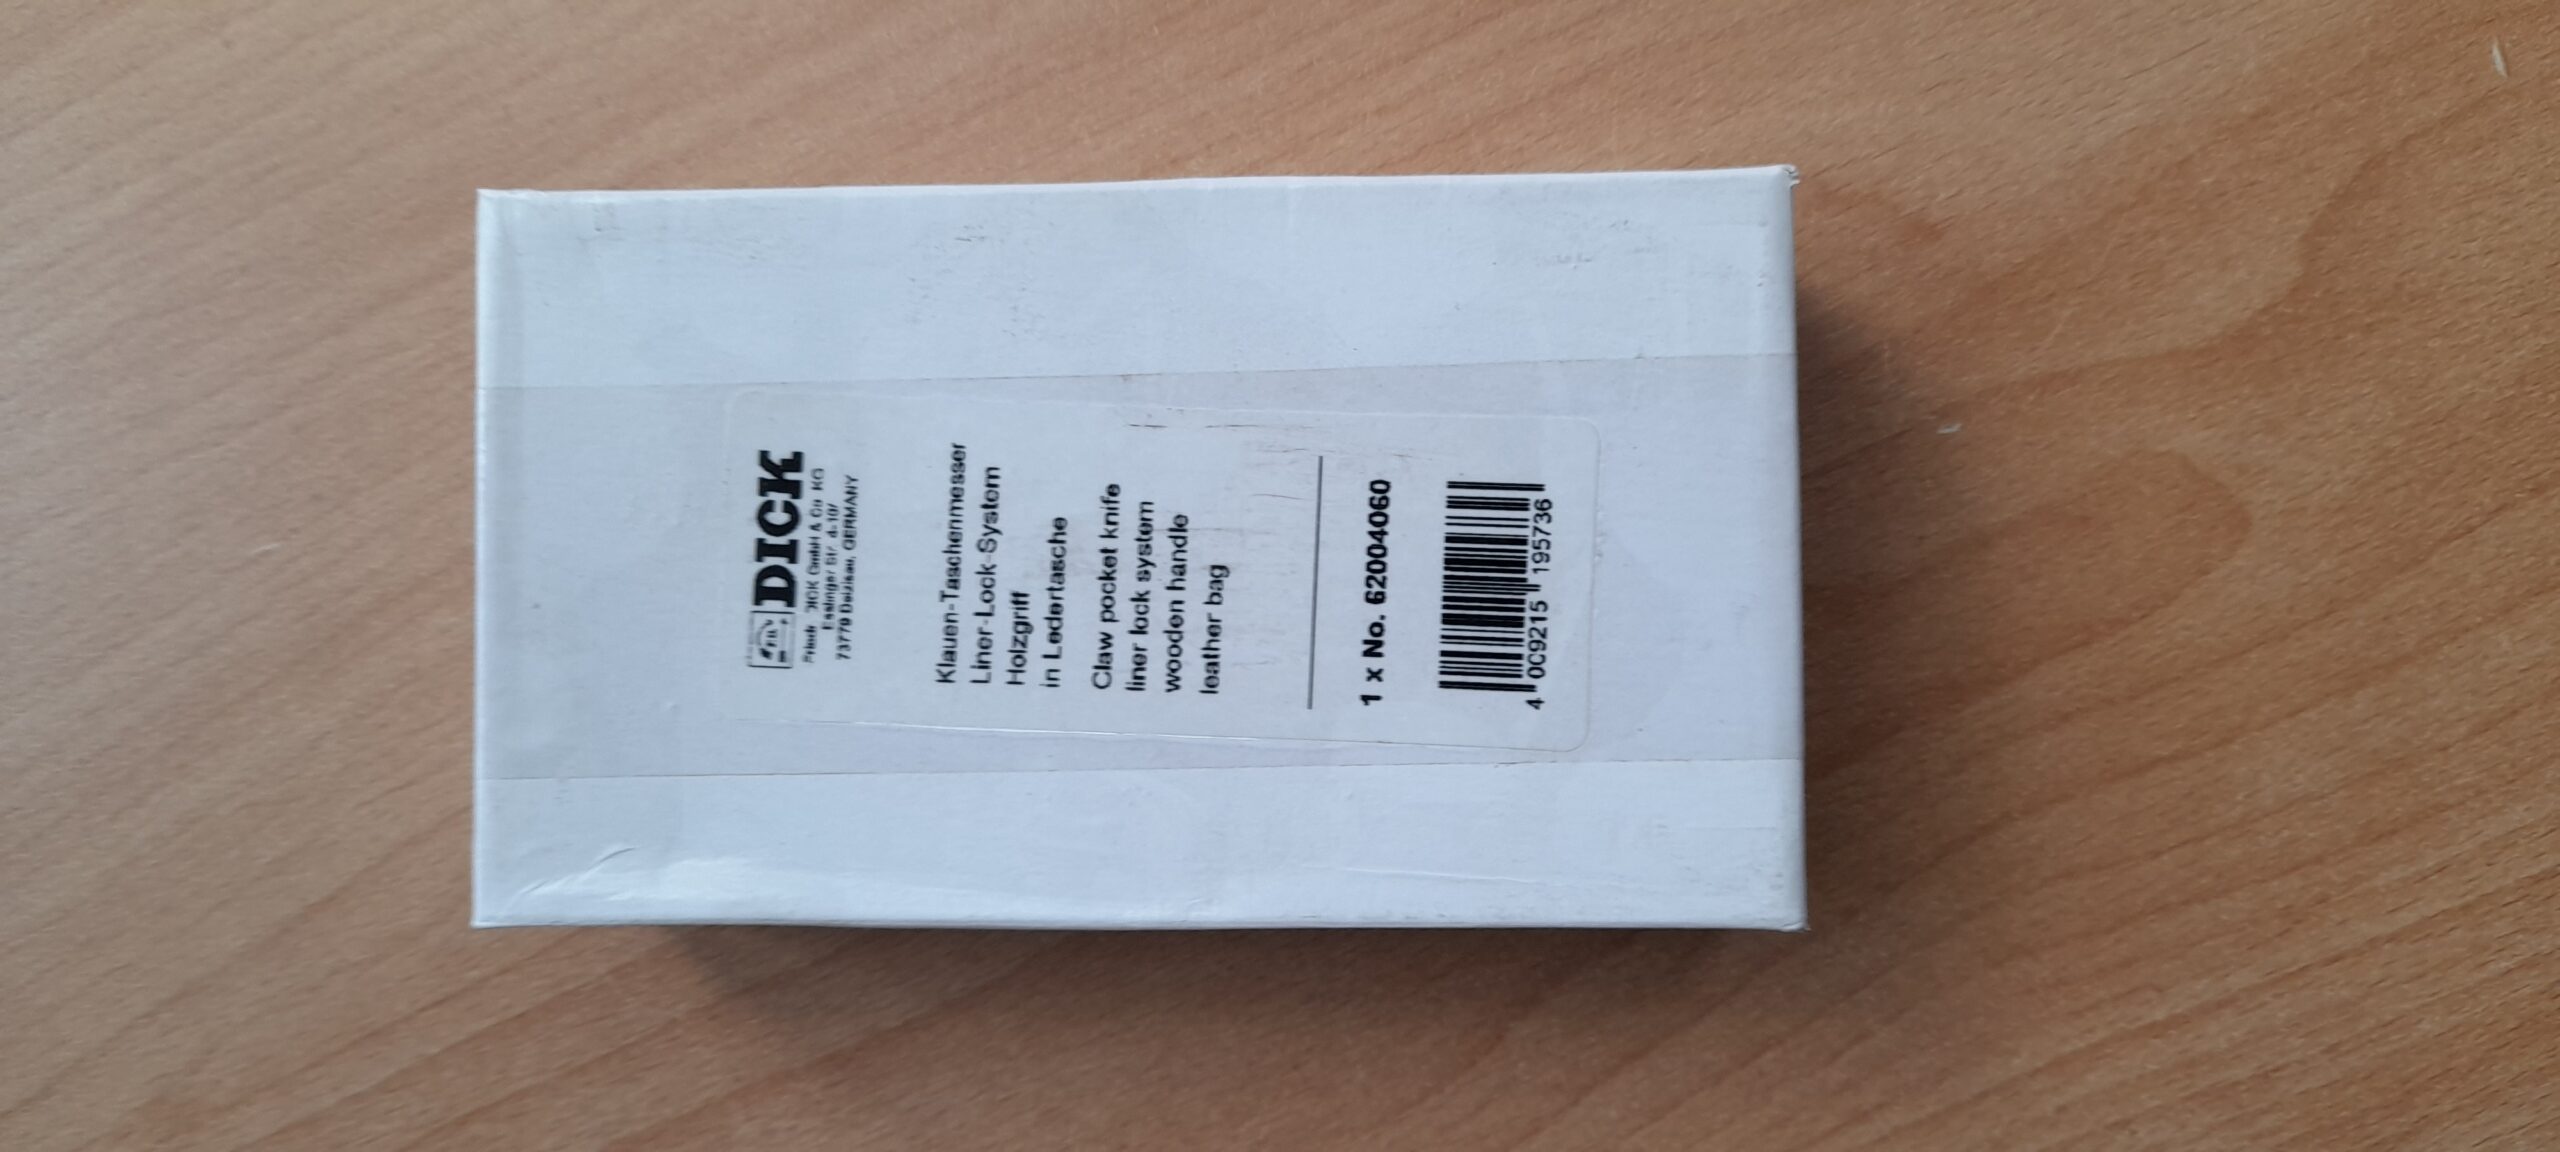 DICK
Friedr. DICK GmbH & Co KG
Esslinger Str. 4-10/
73779 Deizisau, GERMANY
Klauen-Taschenmesser
Liner-Lock-System
Holzgriff
in Ledertasche
Claw pocket knife
liner lock system
wooden handle
leather bag
1 x No. 62004060
4 009215 195736